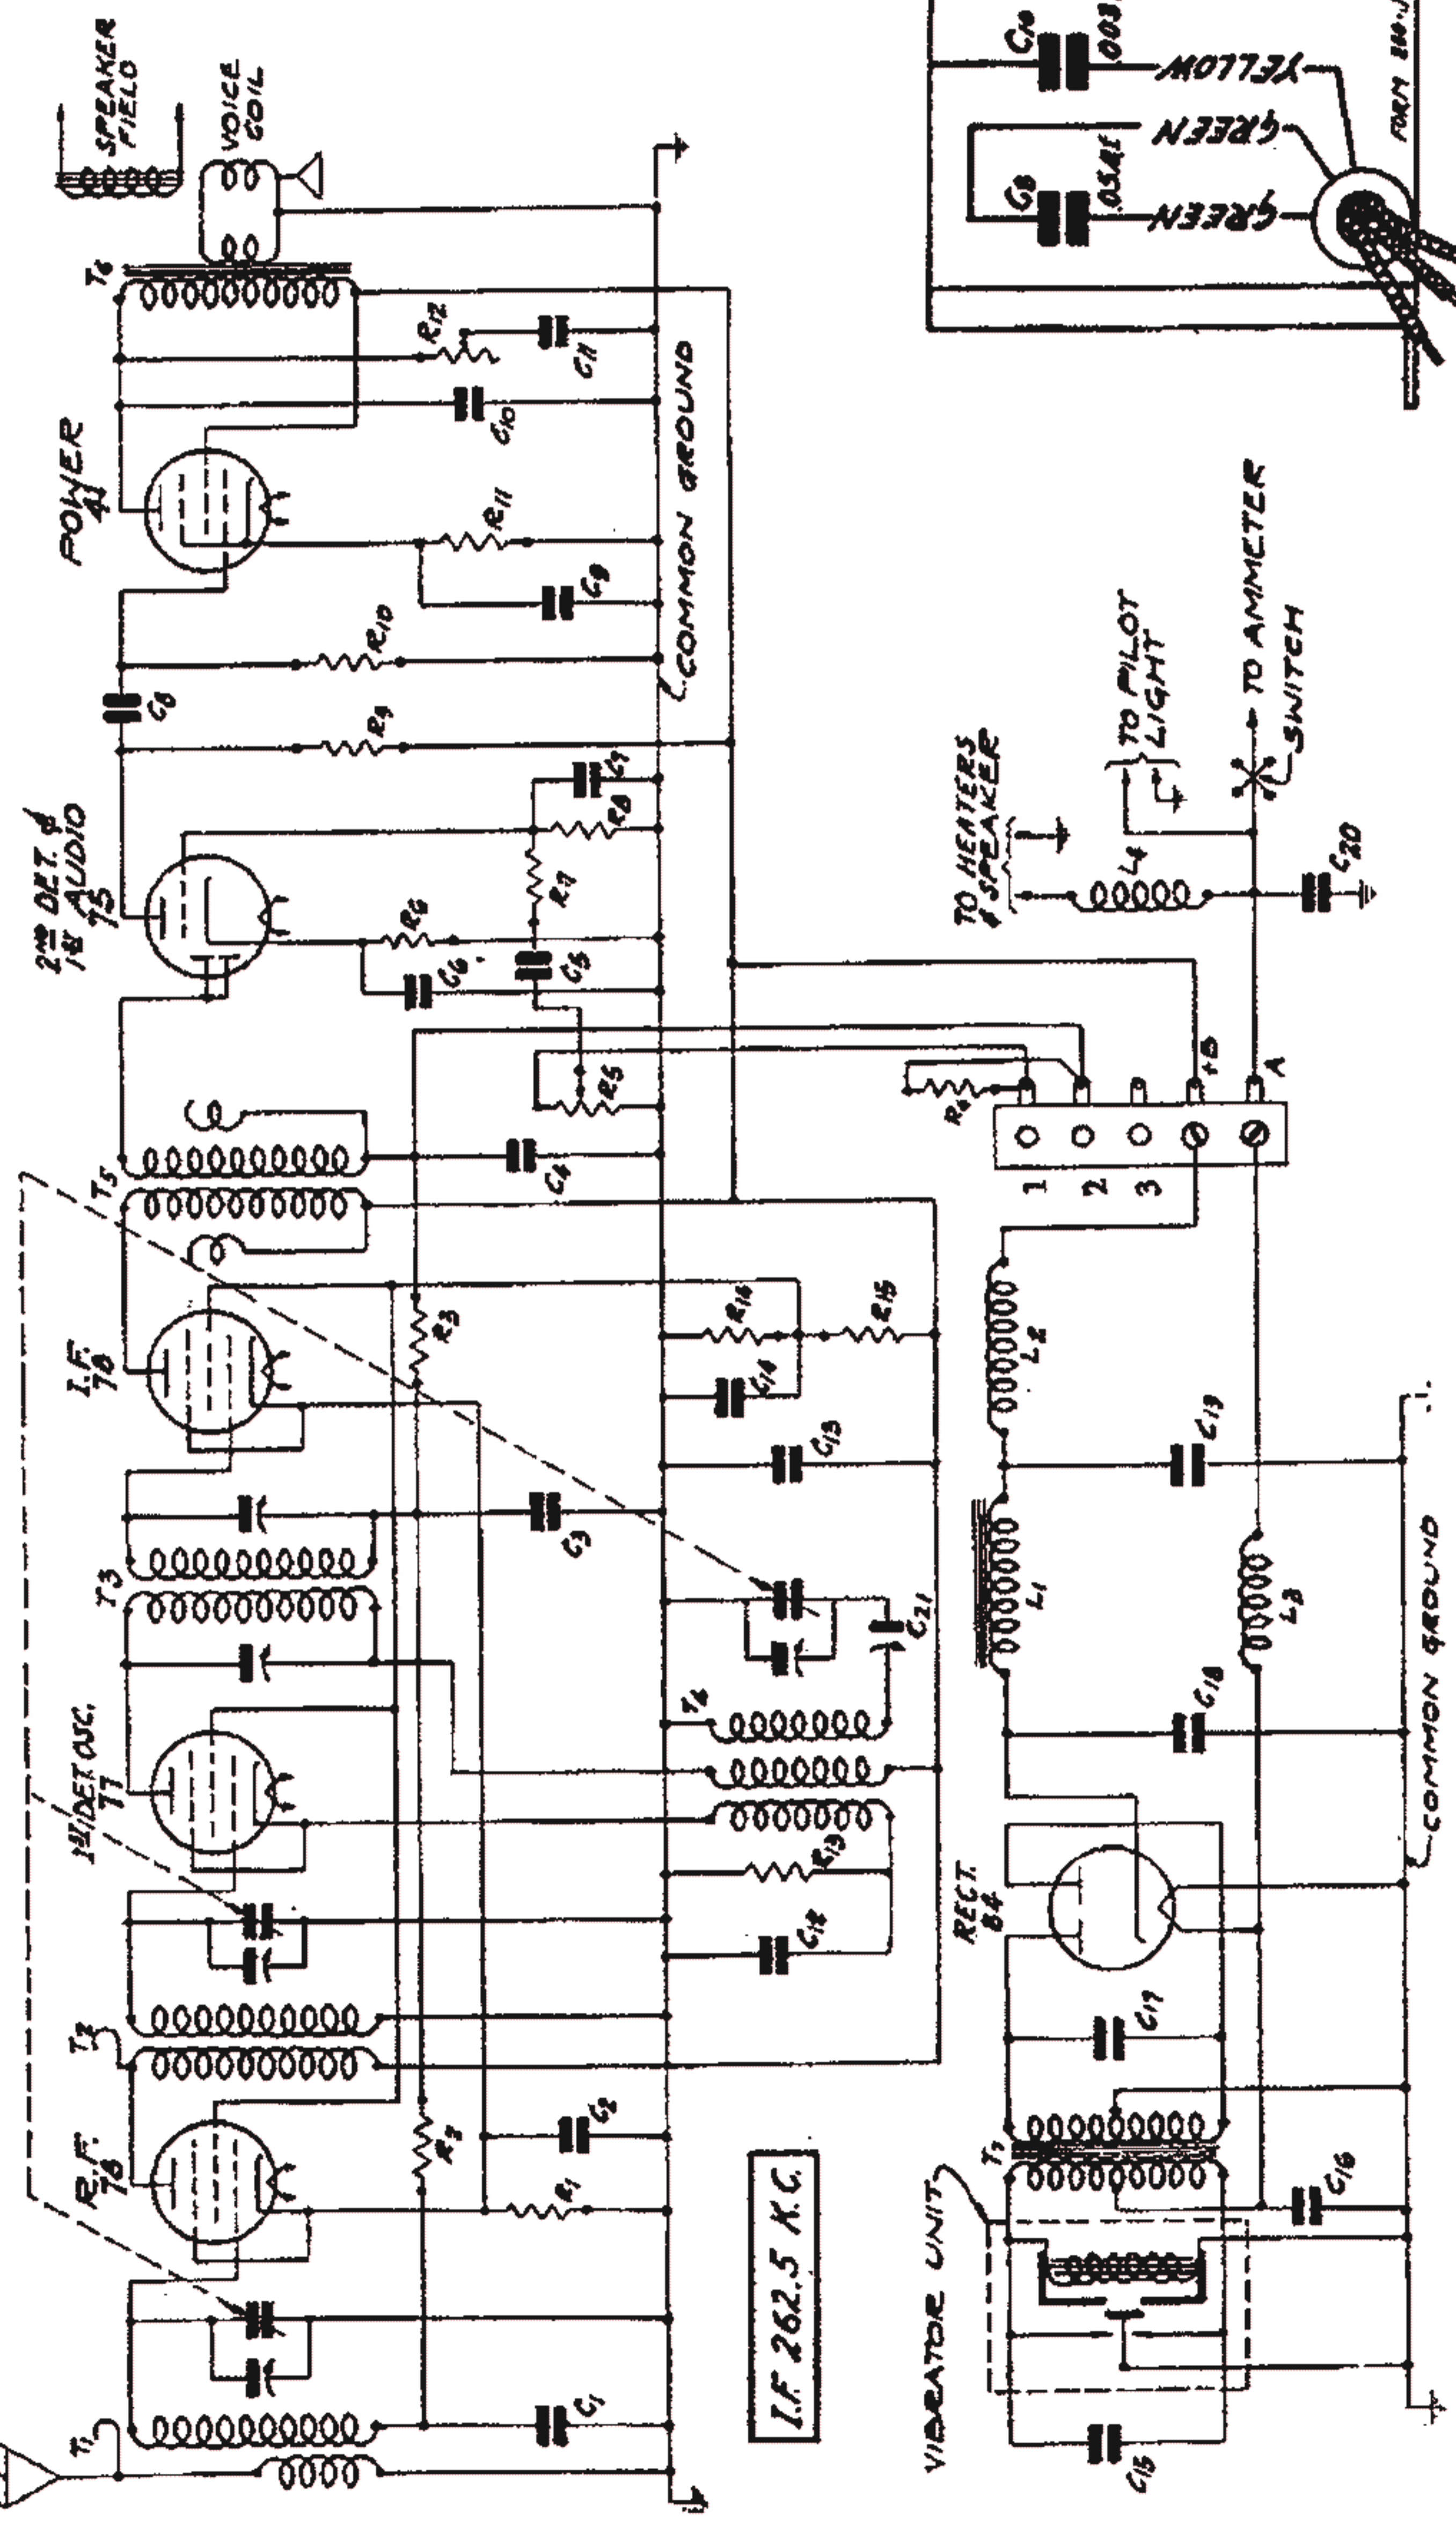 R.F.
78
1ST DET. OSC.
77
I.F.
78
2ND DET. &
1ST AUDIO
75
POWER
41
SPEAKER
FIELD
VOICE
COIL
T1
T2
T3
T5
T6
C8
R1
R2
R3
R5
R6
R7
R8
R9
R10
R11
R12
C1
C2
C3
C4
C5
C6
C7
C9
C10
C11
COMMON GROUND
C12
R13
C21
C13
C14
R14
R15
R4
I.F 262.5 K.C.
VIBRATOR UNIT
T7
RECT.
84
C15
C16
C17
C18
C19
L1
L2
L3
1
2
3
+B
A
L4
C20
TO HEATERS
& SPEAKER
TO PILOT
LIGHT
TO AMMETER
SWITCH
COMMON GROUND
C8
C10
GREEN
GREEN
YELLOW
FORM